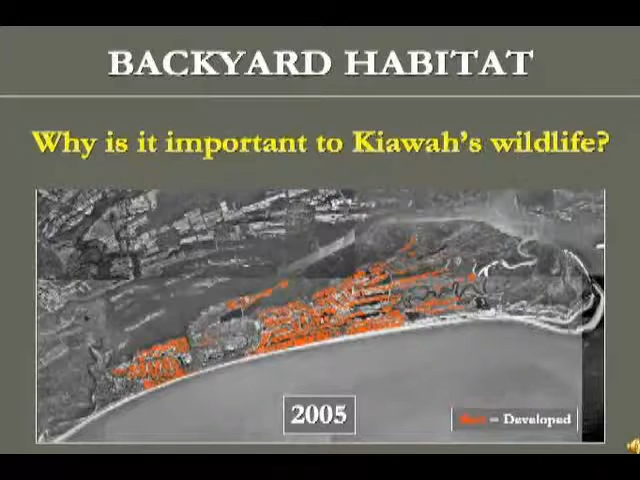 BACKYARD HABITAT
Why is it important to Kiawah's wildlife?
2005
= Developed